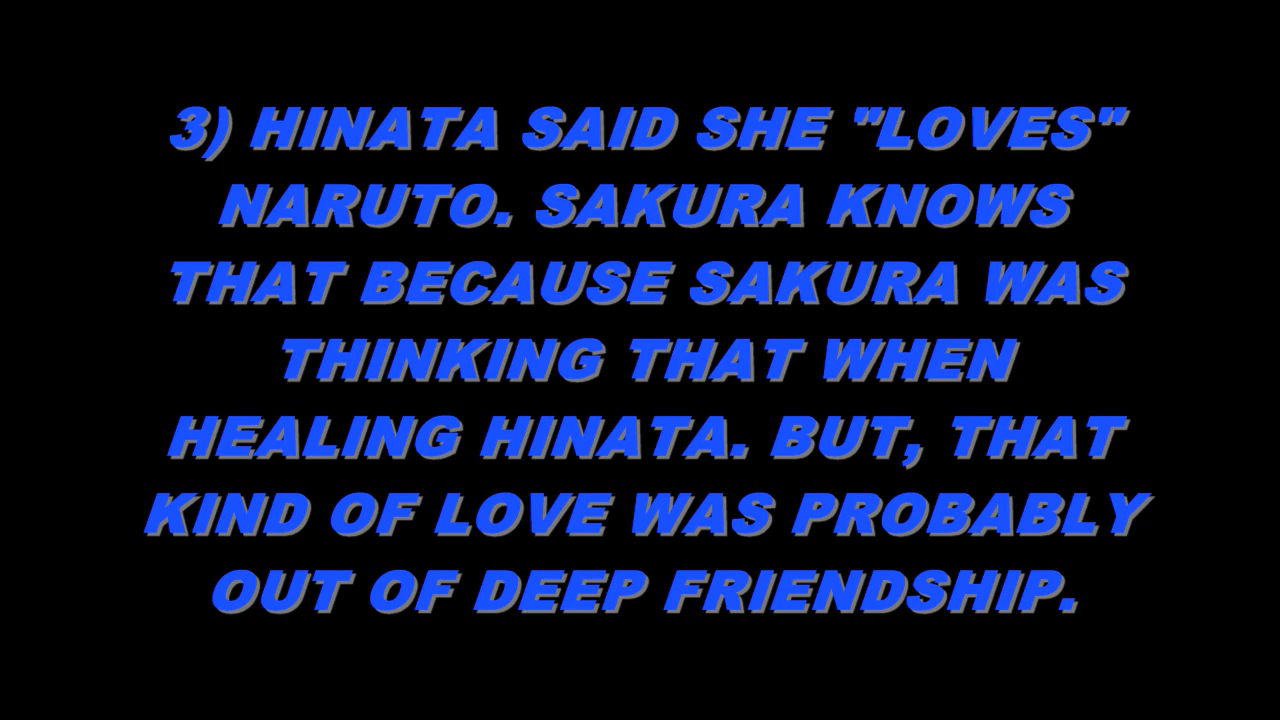 3) HINATA SAID SHE "LOVES"
NARUTO. SAKURA KNOWS
THAT BECAUSE SAKURA WAS
THINKING THAT WHEN
HEALING HINATA. BUT, THAT
KIND OF LOVE WAS PROBABLY
OUT OF DEEP FRIENDSHIP.